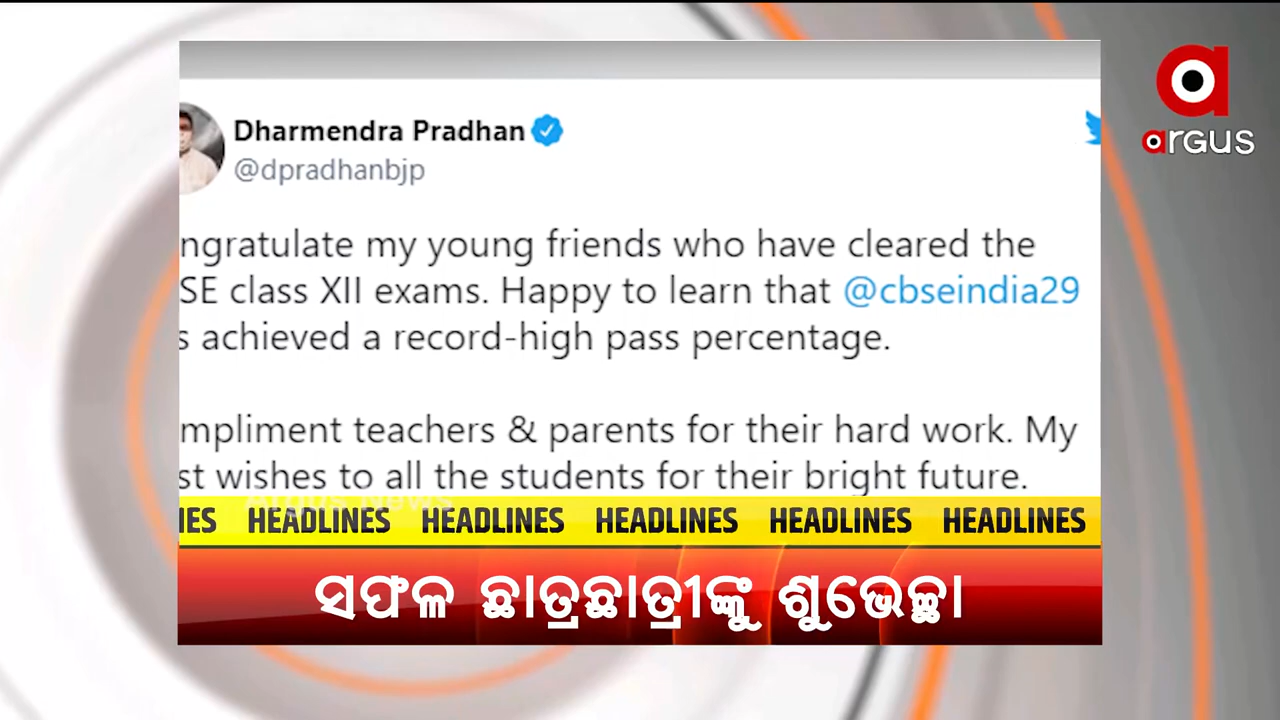 argus
Dharmendra Pradhan
@dpradhanbjp
ngratulate my young friends who have cleared the
SE class XII exams. Happy to learn that @cbseindia29
s achieved a record-high pass percentage.
mpliment teachers & parents for their hard work. My
st wishes to all the students for their bright future.
Argus News
IES HEADLINES HEADLINES HEADLINES HEADLINES HEADLINES
ସଫଳ ଛାତ୍ରଛାତ୍ରୀଙ୍କୁ ଶୁଭେଚ୍ଛା